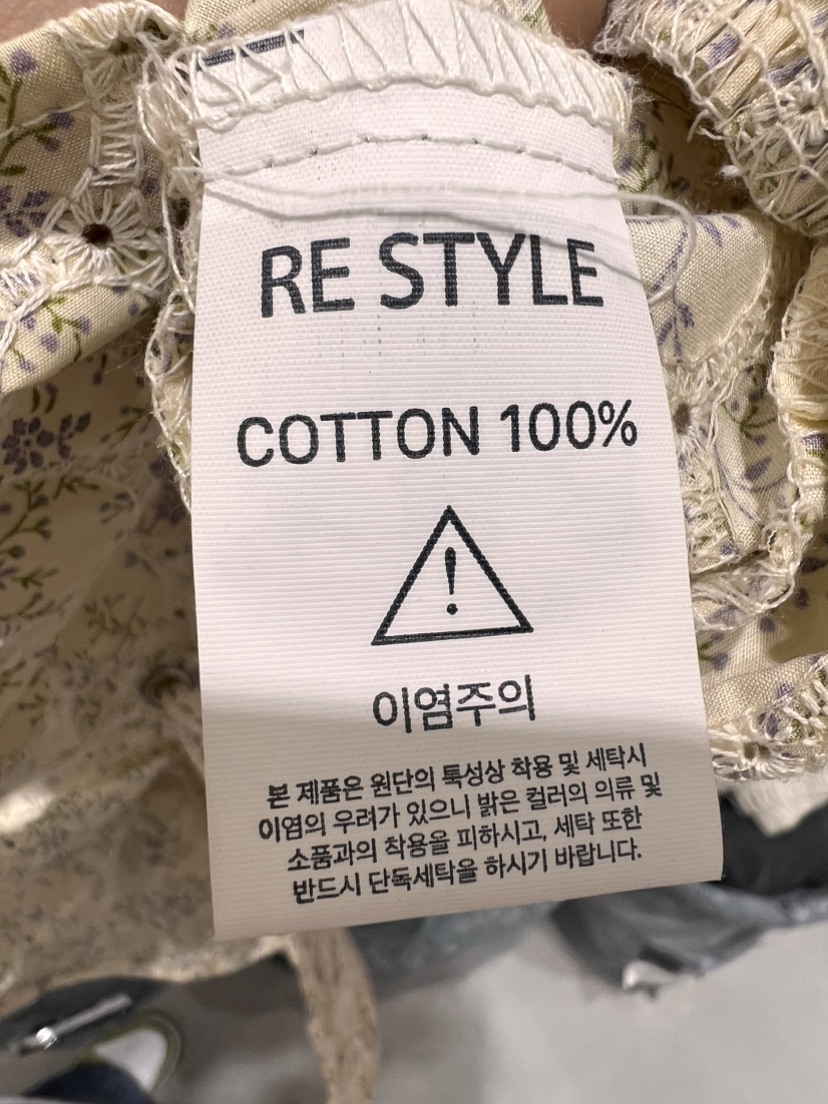 RE STYLE
COTTON 100%
!
이염주의
본 제품은 원단의 특성상 착용 및 세탁시
이염의 우려가 있으니 밝은 컬러의 의류 및
소품과의 착용을 피하시고, 세탁 또한
반드시 단독세탁을 하시기 바랍니다.